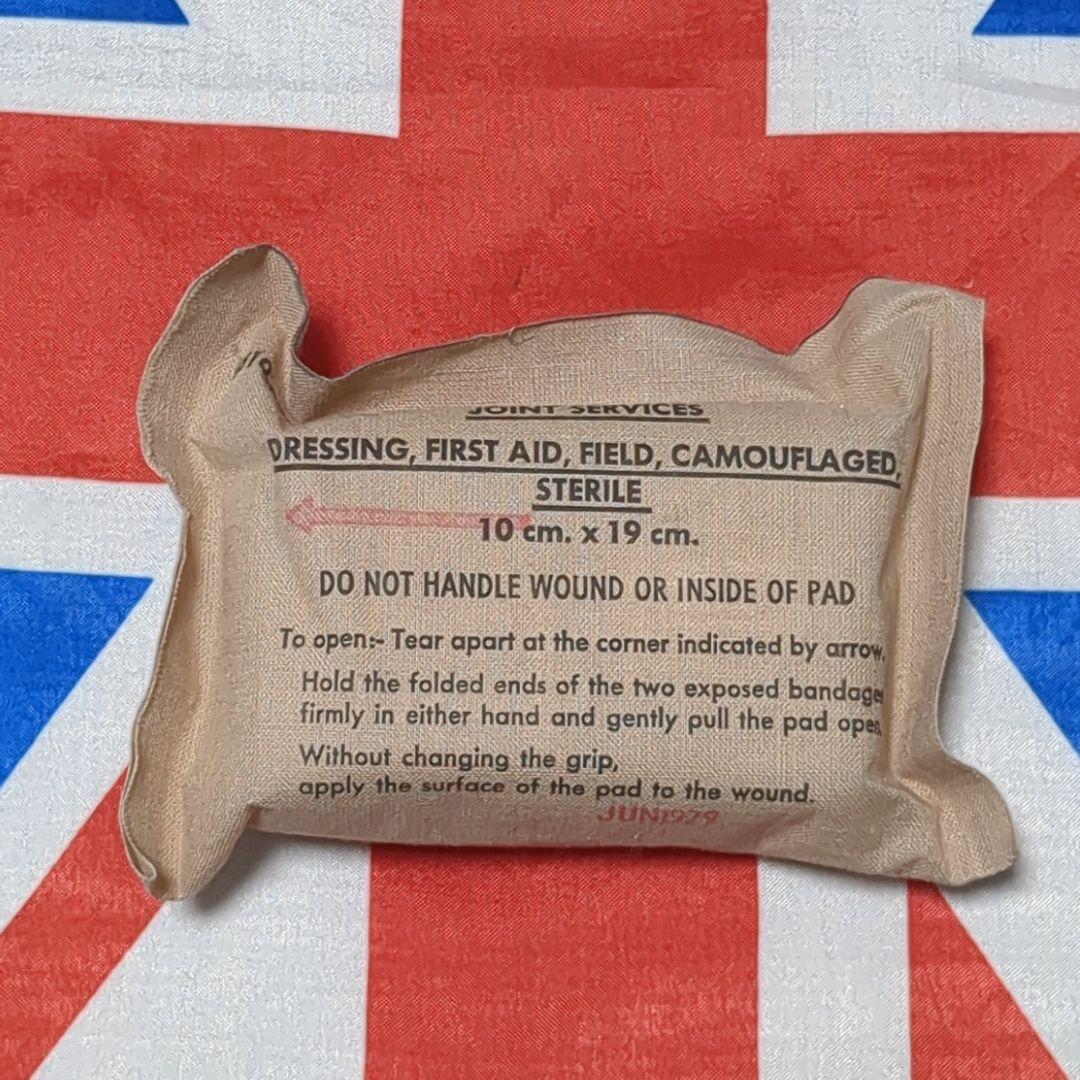 JOINT SERVICES
DRESSING, FIRST AID, FIELD, CAMOUFLAGED,
STERILE
10 cm. x 19 cm.
DO NOT HANDLE WOUND OR INSIDE OF PAD
To open:- Tear apart at the corner indicated by arrow.
Hold the folded ends of the two exposed bandages
firmly in either hand and gently pull the pad open.
Without changing the grip,
apply the surface of the pad to the wound.
JUN1979